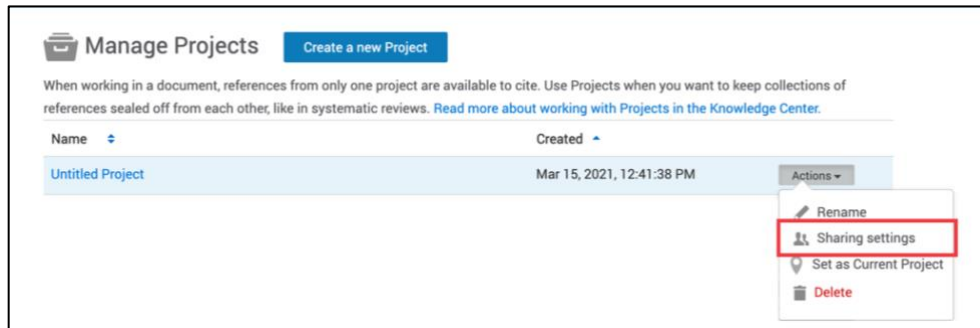 Manage Projects
Create a new Project
When working in a document, references from only one project are available to cite. Use Projects when you want to keep collections of
references sealed off from each other, like in systematic reviews. Read more about working with Projects in the Knowledge Center.
Name Created
Untitled Project Mar 15, 2021, 12:41:38 PM Actions
Rename
Sharing settings
Set as Current Project
Delete